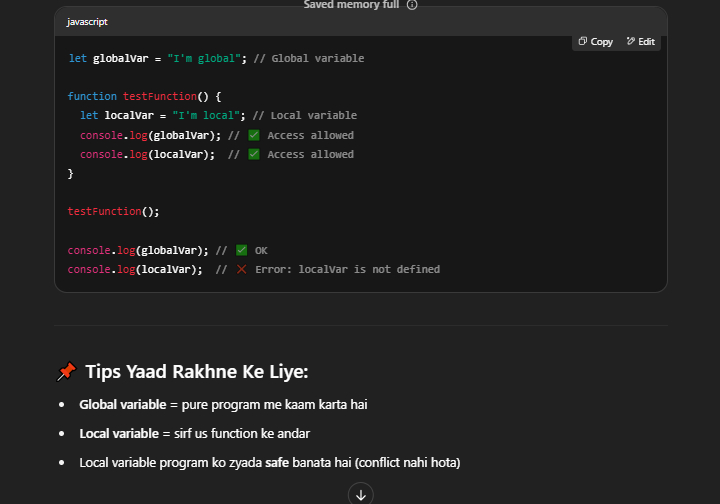 Saved memory full
javascript
Copy Edit
let globalVar = "I'm global"; // Global variable
function testFunction() {
let localVar = "I'm local"; // Local variable
console.log(globalVar); // ✅ Access allowed
console.log(localVar); // ✅ Access allowed
}
testFunction();
console.log(globalVar); // ✅ OK
console.log(localVar); // ❌ Error: localVar is not defined
📌 Tips Yaad Rakhne Ke Liye:
• Global variable = pure program me kaam karta hai
• Local variable = sirf us function ke andar
• Local variable program ko zyada safe banata hai (conflict nahi hota)